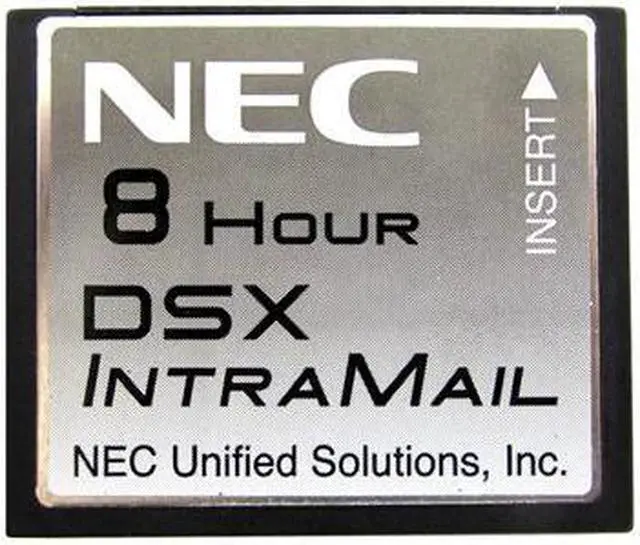 NEC
8 HOUR
DSX
INTRAMAIL
NEC Unified Solutions, Inc.
INSERT